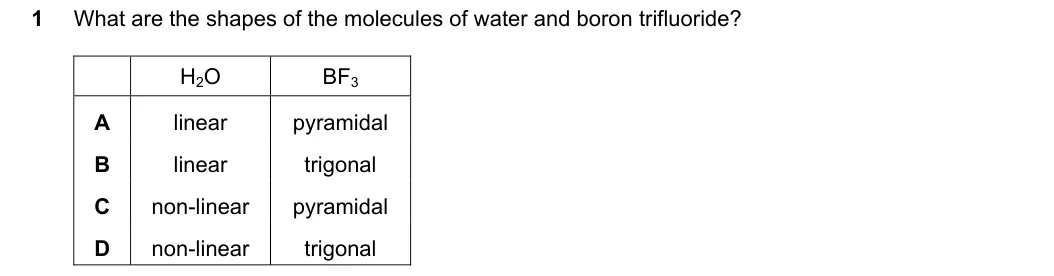 1 What are the shapes of the molecules of water and boron trifluoride?
H₂O BF₃
A linear pyramidal
B linear trigonal
C non-linear pyramidal
D non-linear trigonal